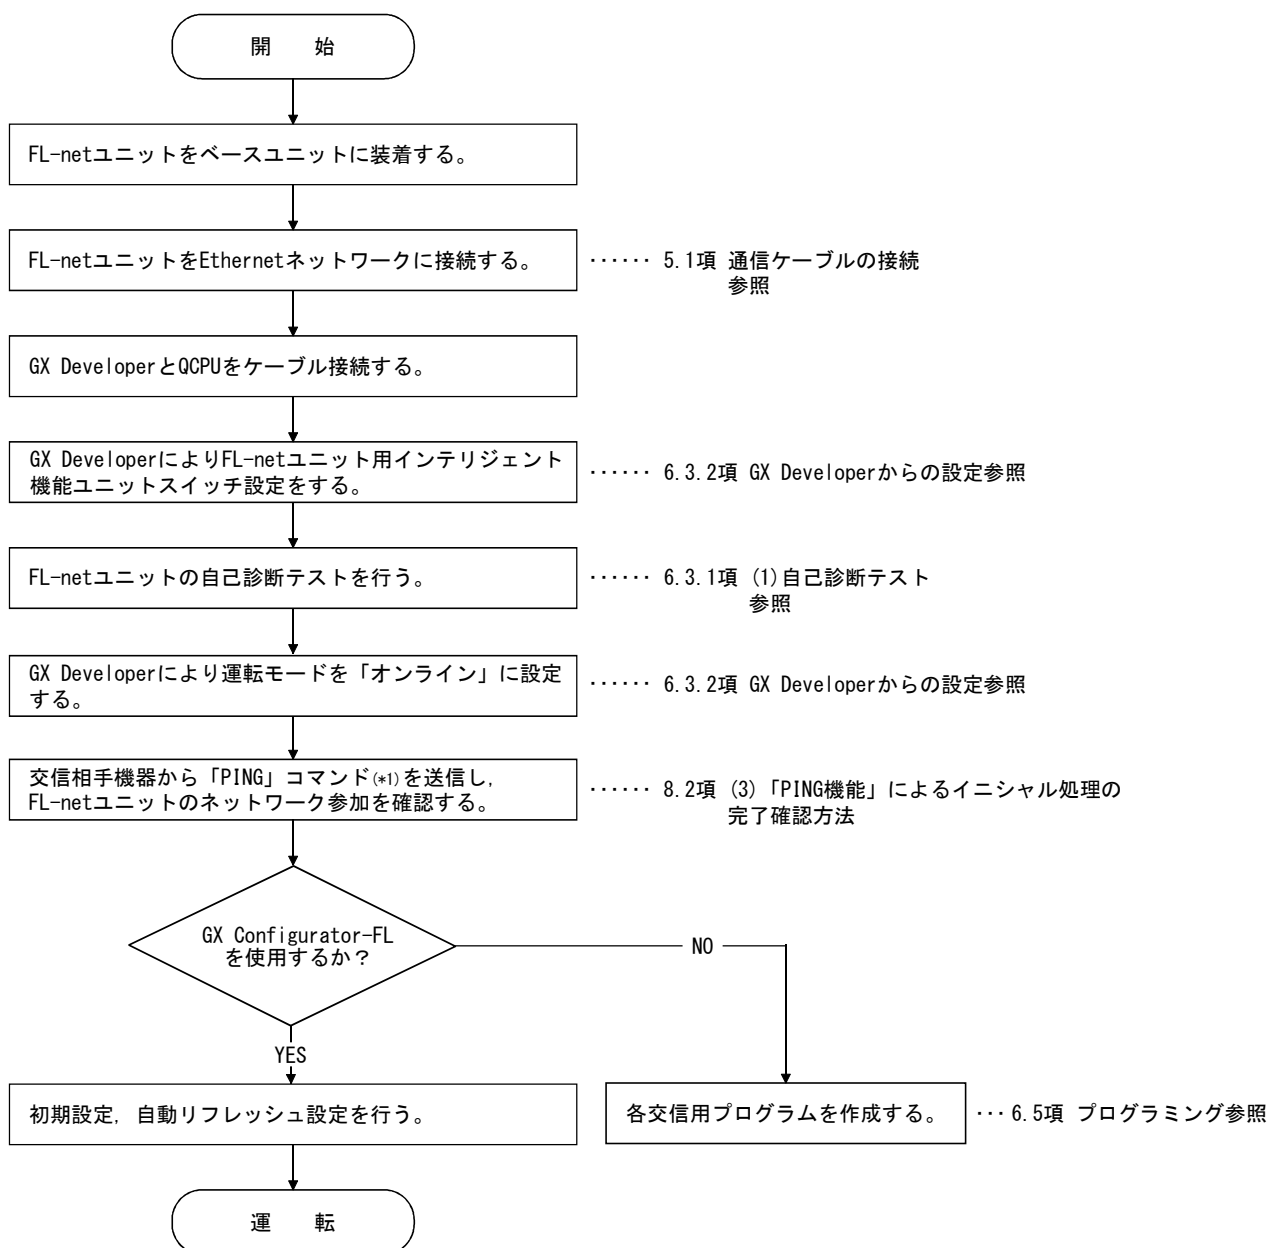 開　始
FL-netユニットをベースユニットに装着する。
FL-netユニットをEthernetネットワークに接続する。
…… 5.1項 通信ケーブルの接続
参照
GX DeveloperとQCPUをケーブル接続する。
GX DeveloperによりFL-netユニット用インテリジェント
機能ユニットスイッチ設定をする。
…… 6.3.2項 GX Developerからの設定参照
FL-netユニットの自己診断テストを行う。
…… 6.3.1項 (1)自己診断テスト
参照
GX Developerにより運転モードを「オンライン」に設定
する。
…… 6.3.2項 GX Developerからの設定参照
交信相手機器から「PING」コマンド(*1)を送信し,
FL-netユニットのネットワーク参加を確認する。
…… 8.2項 (3)「PING機能」によるイニシャル処理の
完了確認方法
GX Configurator-FL
を使用するか？
NO
YES
初期設定, 自動リフレッシュ設定を行う。
各交信用プログラムを作成する。
… 6.5項 プログラミング参照
運　転